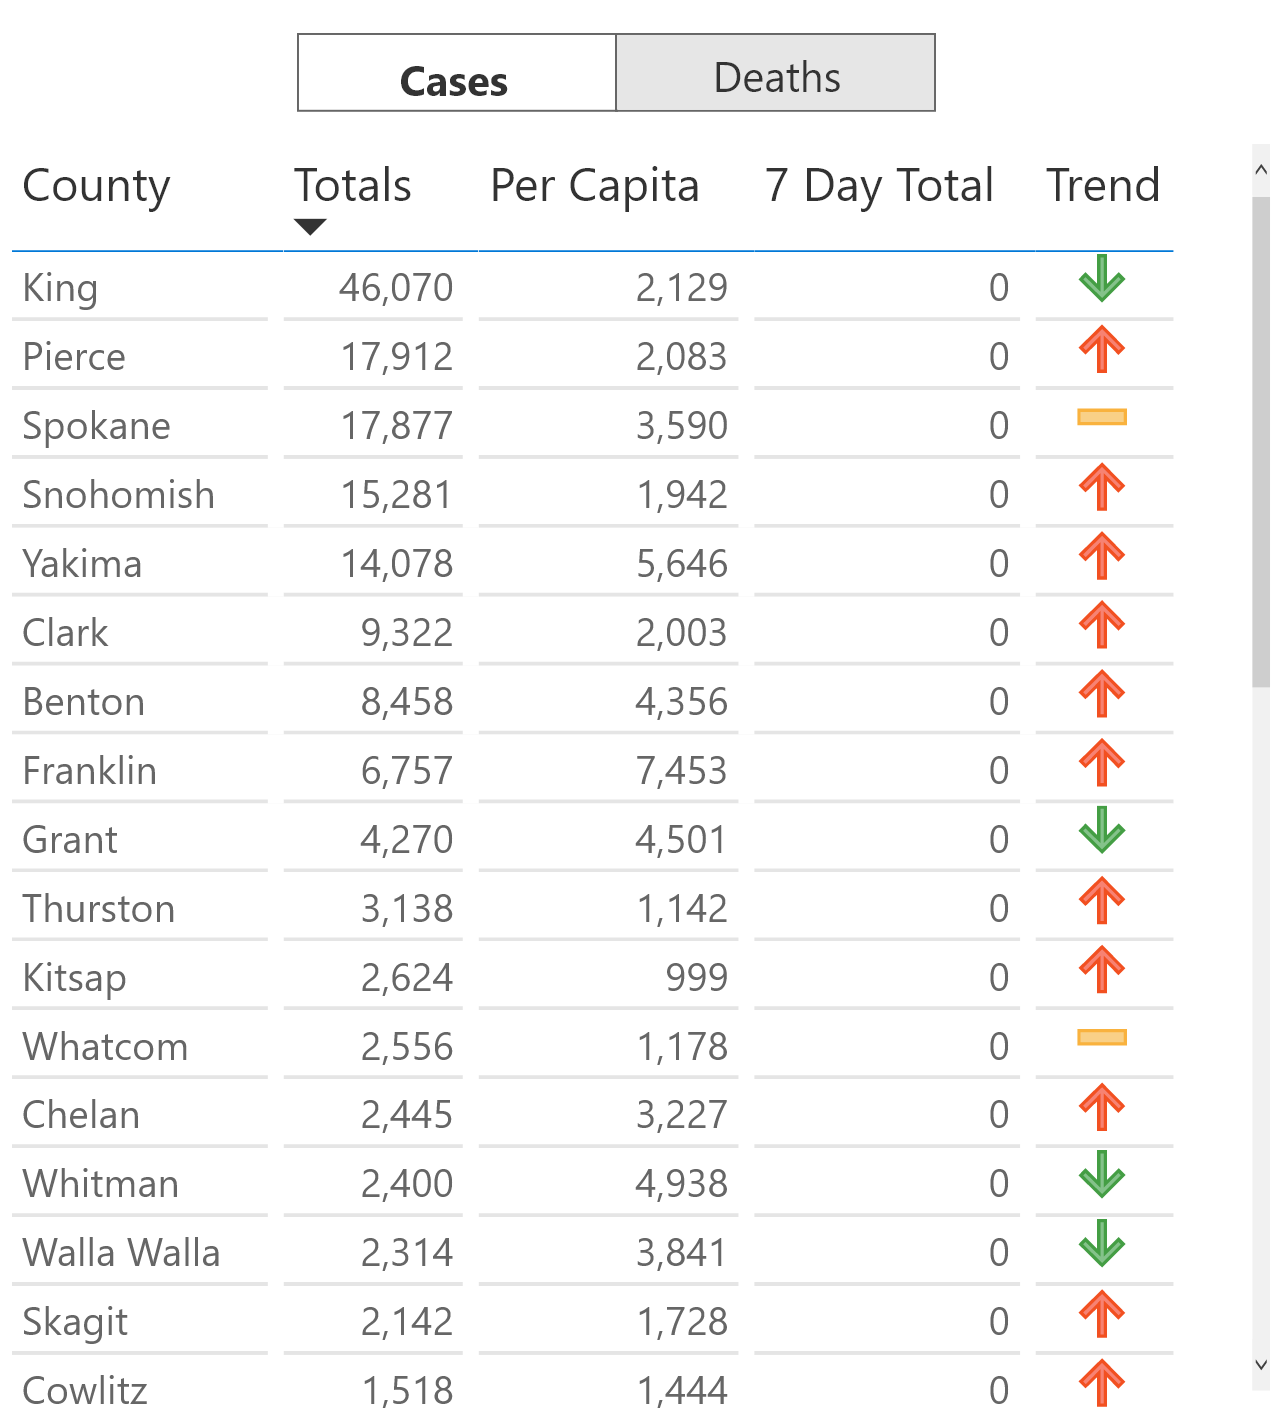 Cases Deaths
County Totals Per Capita 7 Day Total Trend
King 46,070 2,129 0
Pierce 17,912 2,083 0
Spokane 17,877 3,590 0
Snohomish 15,281 1,942 0
Yakima 14,078 5,646 0
Clark 9,322 2,003 0
Benton 8,458 4,356 0
Franklin 6,757 7,453 0
Grant 4,270 4,501 0
Thurston 3,138 1,142 0
Kitsap 2,624 999 0
Whatcom 2,556 1,178 0
Chelan 2,445 3,227 0
Whitman 2,400 4,938 0
Walla Walla 2,314 3,841 0
Skagit 2,142 1,728 0
Cowlitz 1,518 1,444 0